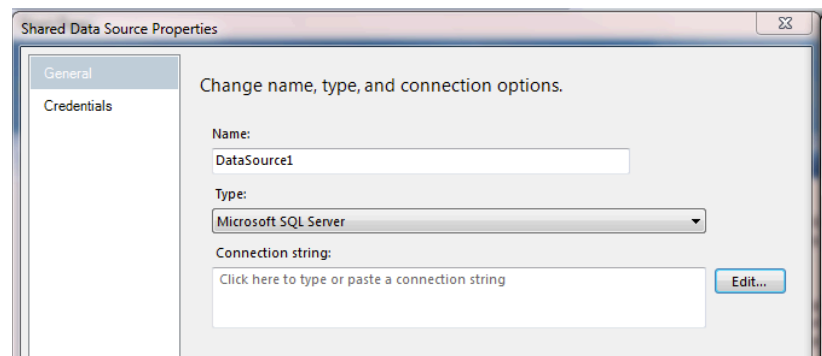 Shared Data Source Properties
General
Credentials
Change name, type, and connection options.
Name:
DataSource1
Type:
Microsoft SQL Server
Connection string:
Click here to type or paste a connection string
Edit...